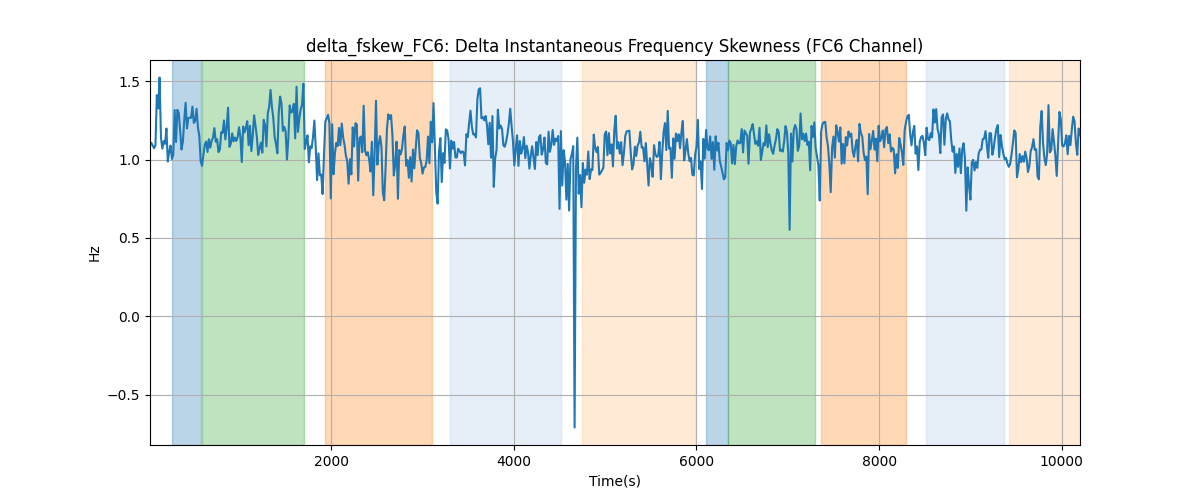 delta_fskew_FC6: Delta Instantaneous Frequency Skewness (FC6 Channel)
1.5
1.0
0.5
0.0
−0.5
Hz
2000 4000 6000 8000 10000
Time(s)